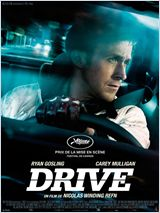 PRIX DE LA MISE EN SCÈNE
FESTIVAL DE CANNES
RYAN GOSLING CAREY MULLIGAN
DRIVE
UN FILM DE NICOLAS WINDING REFN